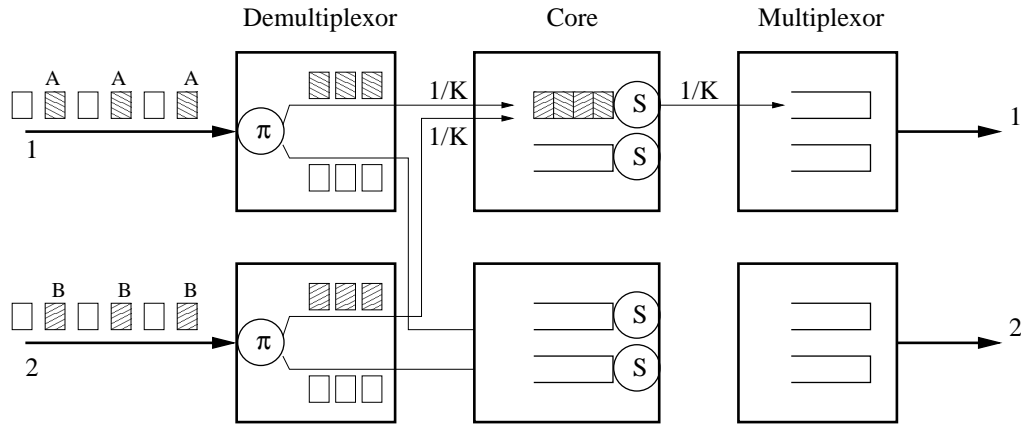 Demultiplexor Core Multiplexor
A A A
1/K 1/K
π S
1 1/K 1
S
B B B
π S
2 S 2